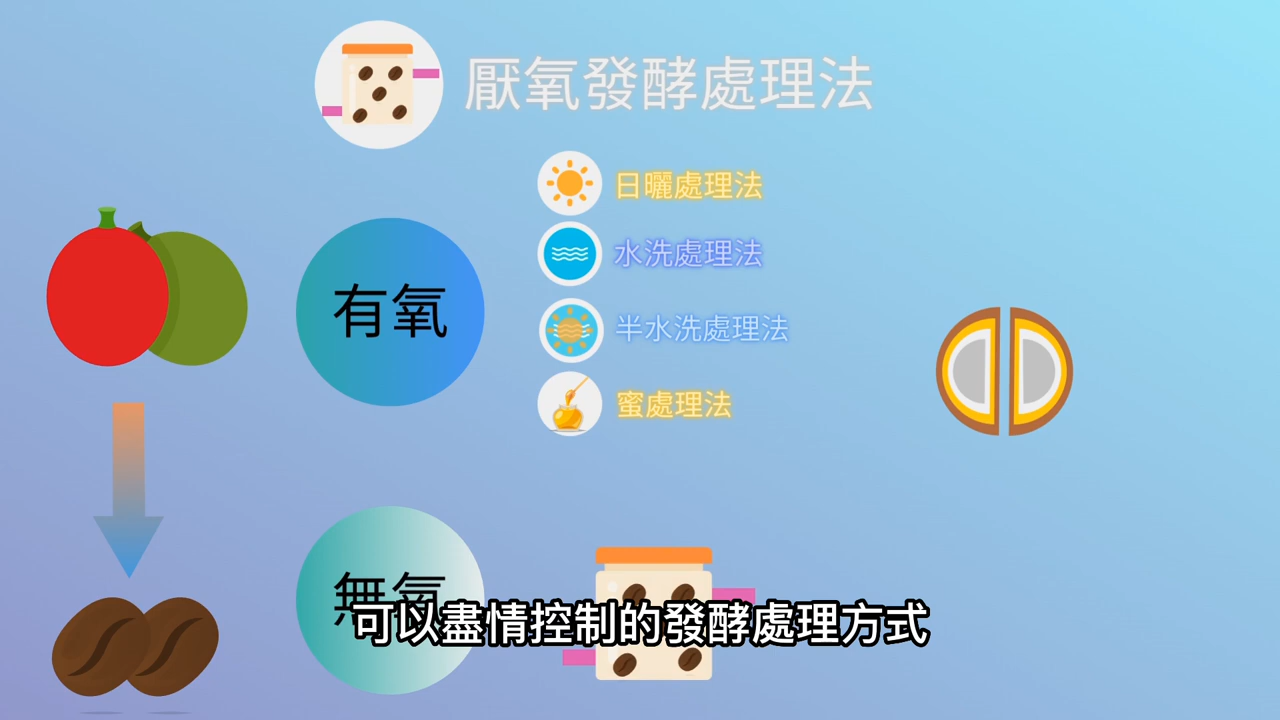 厭氧發酵處理法
日曬處理法
水洗處理法
半水洗處理法
蜜處理法
有氧
無氧
可以盡情控制的發酵處理方式